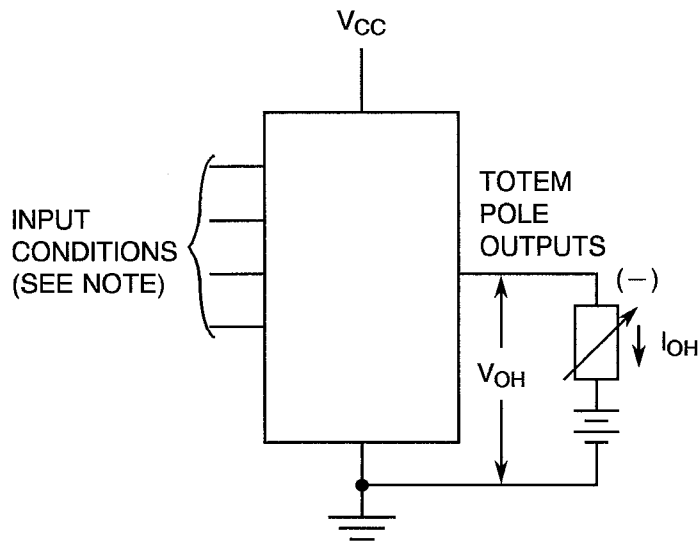 VCC
INPUT
CONDITIONS
(SEE NOTE)
TOTEM
POLE
OUTPUTS
(−)
IOH
VOH